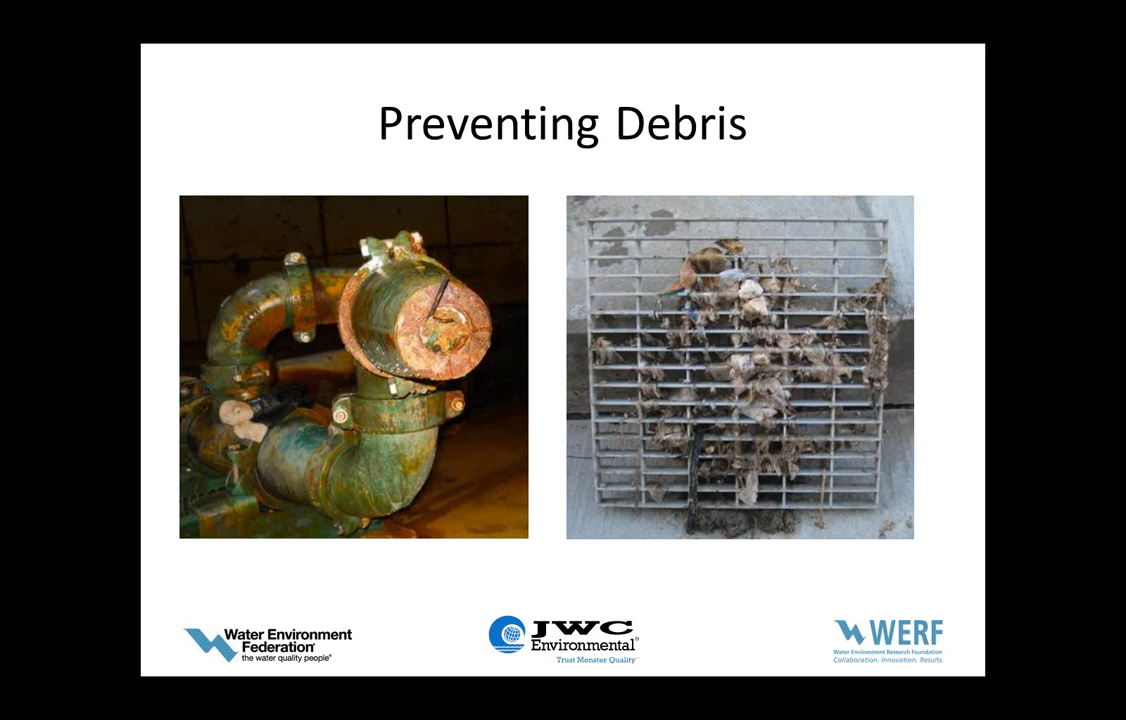 Preventing Debris
Water Environment
Federation®
the water quality people®
JWC
Environmental®
Trust Monster Quality™
WERF
Water Environment Research Foundation
Collaboration. Innovation. Results.